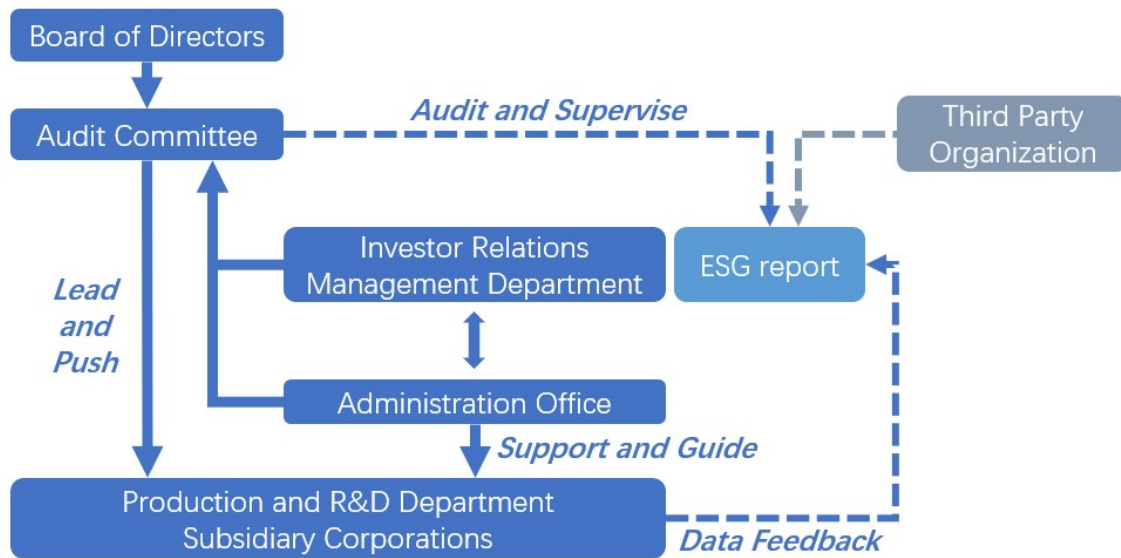 Board of Directors
Audit Committee
Audit and Supervise
Third Party
Organization
Investor Relations
Management Department
ESG report
Lead
and
Push
Administration Office
Support and Guide
Production and R&D Department
Subsidiary Corporations
Data Feedback